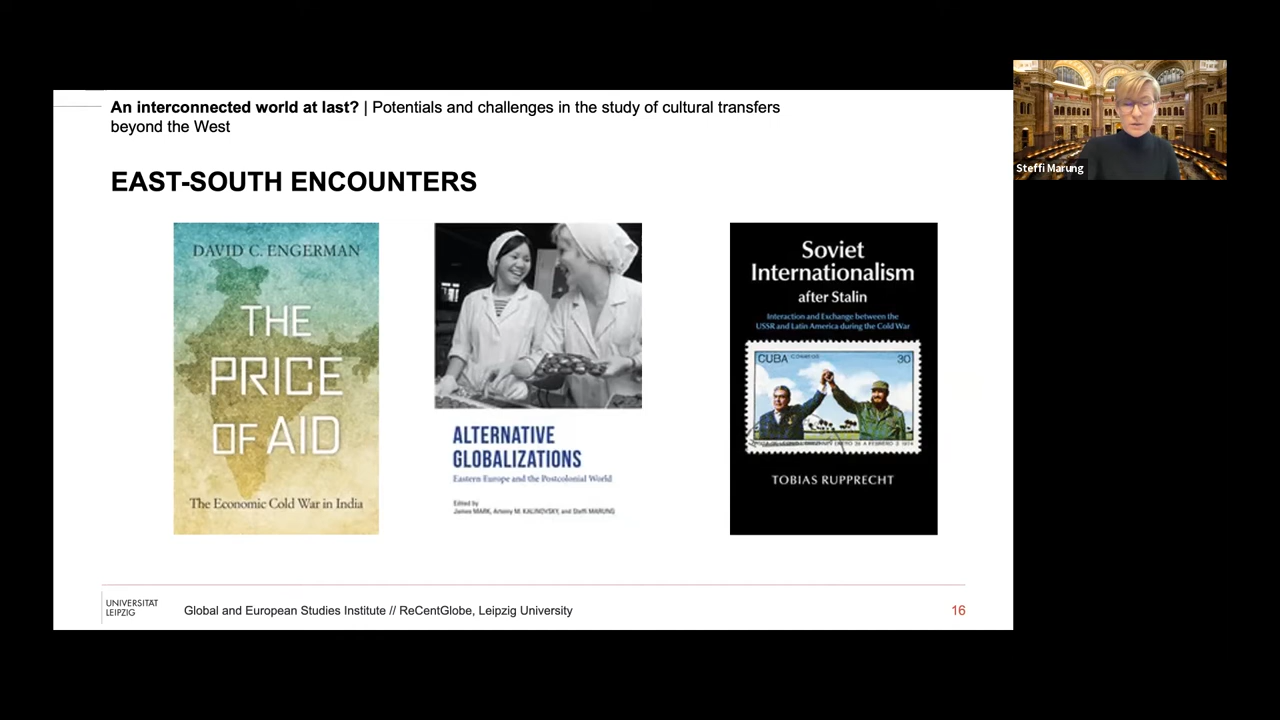 An interconnected world at last? | Potentials and challenges in the study of cultural transfers
beyond the West
EAST-SOUTH ENCOUNTERS
DAVID C. ENGERMAN
THE
PRICE
OF AID
The Economic Cold War in India
ALTERNATIVE
GLOBALIZATIONS
Eastern Europe and the Postcolonial World
Edited by
James MARK, Artemy M. KALINOVSKY, and Steffi MARUNG
Soviet
Internationalism
after Stalin
Interaction and Exchange between the
USSR and Latin America during the Cold War
CUBA CORREOS 30
TOBIAS RUPPRECHT
UNIVERSITÄT
LEIPZIG
Global and European Studies Institute // ReCentGlobe, Leipzig University
16
Steffi Marung